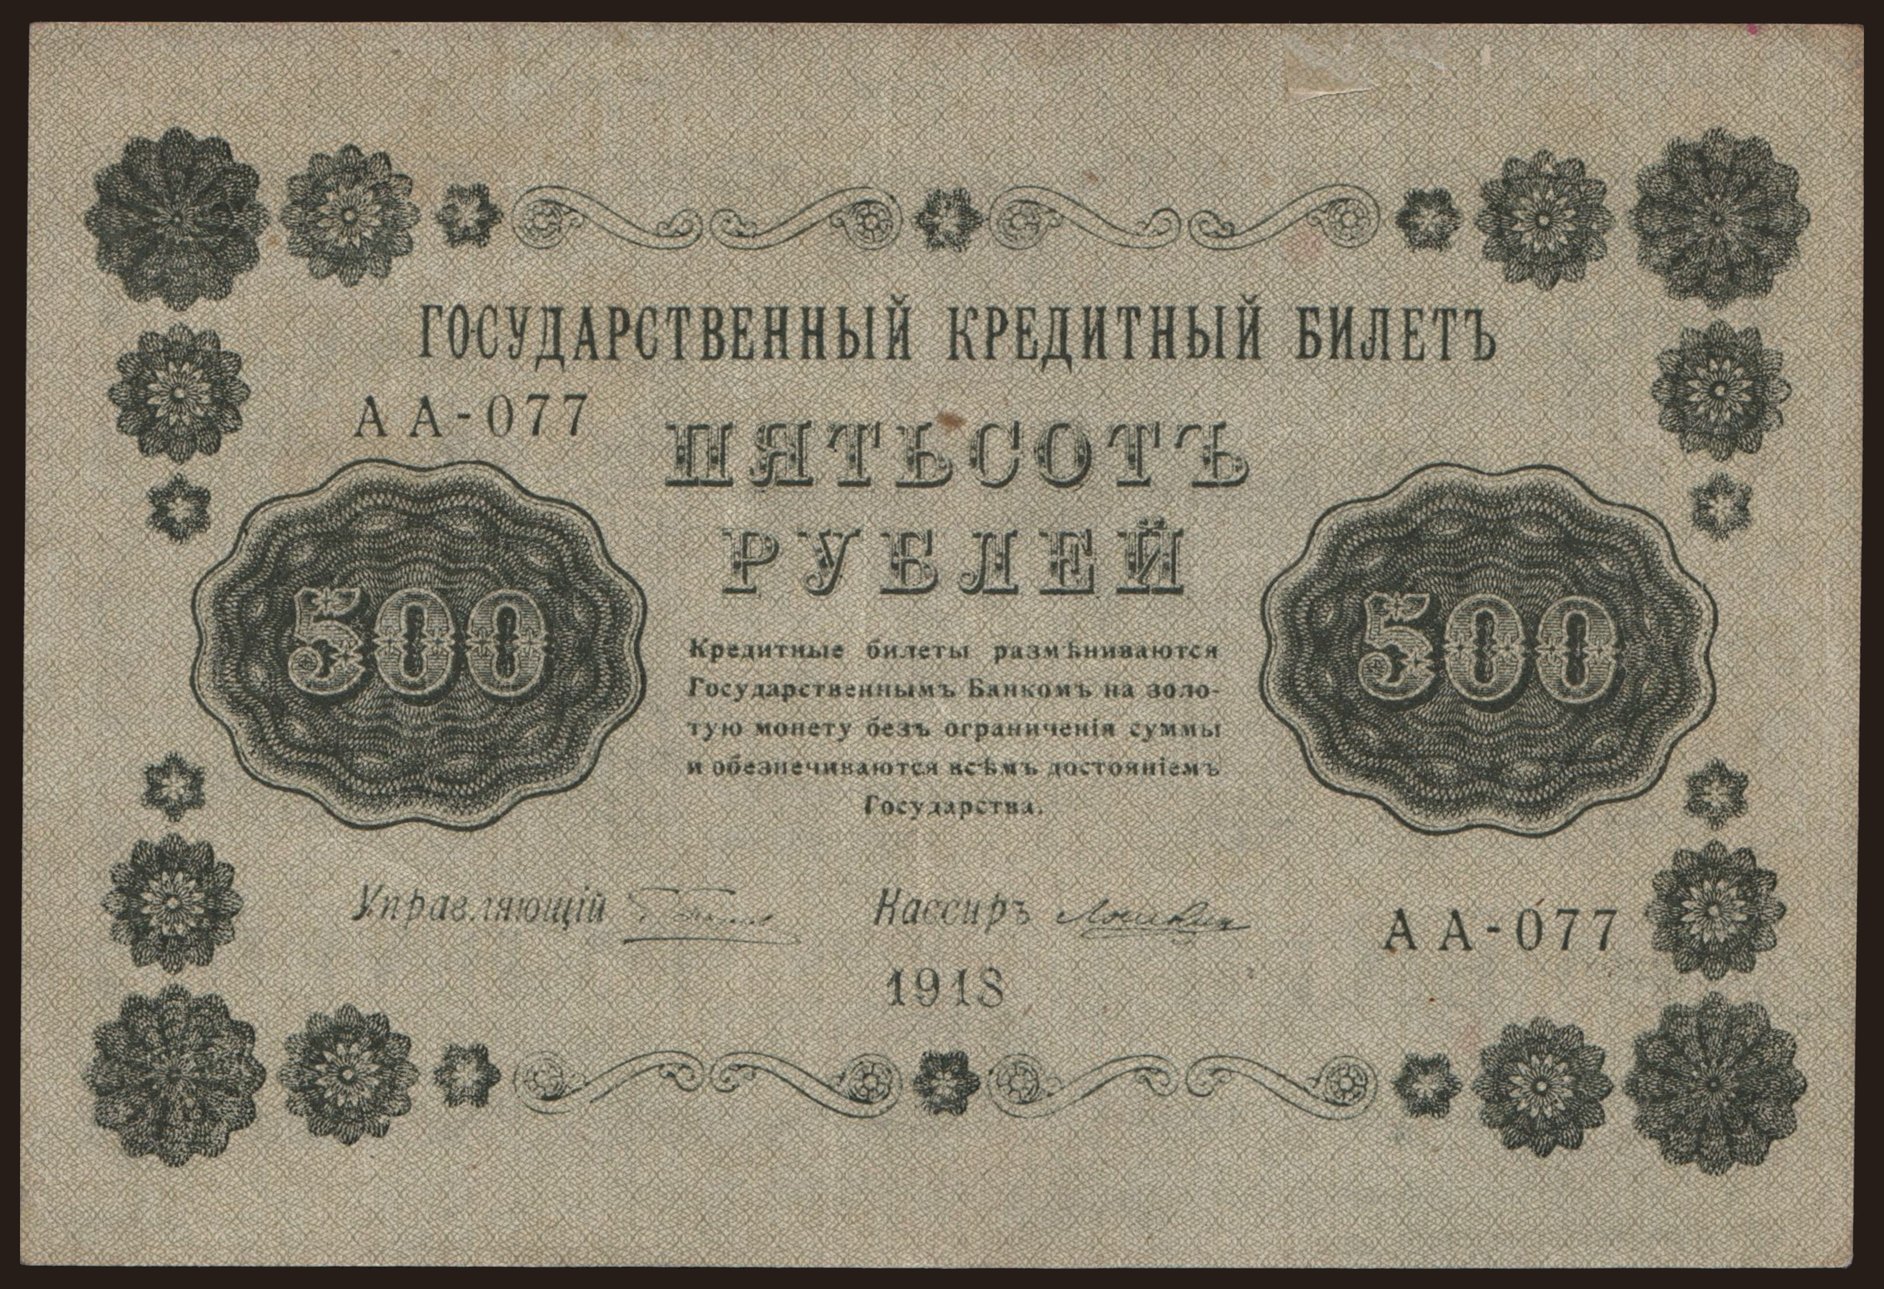 ГОСУДАРСТВЕННЫЙ КРЕДИТНЫЙ БИЛЕТЪ
АА-077
ПЯТЬСОТЪ
РУБЛЕЙ
500
500
Кредитные билеты размѣниваются
Государственнымъ Банкомъ на золо-
тую монету безъ ограниченія суммы
и обезпечиваются всѣмъ достояніемъ
Государства.
Управляющій Кассиръ
АА-077
1918